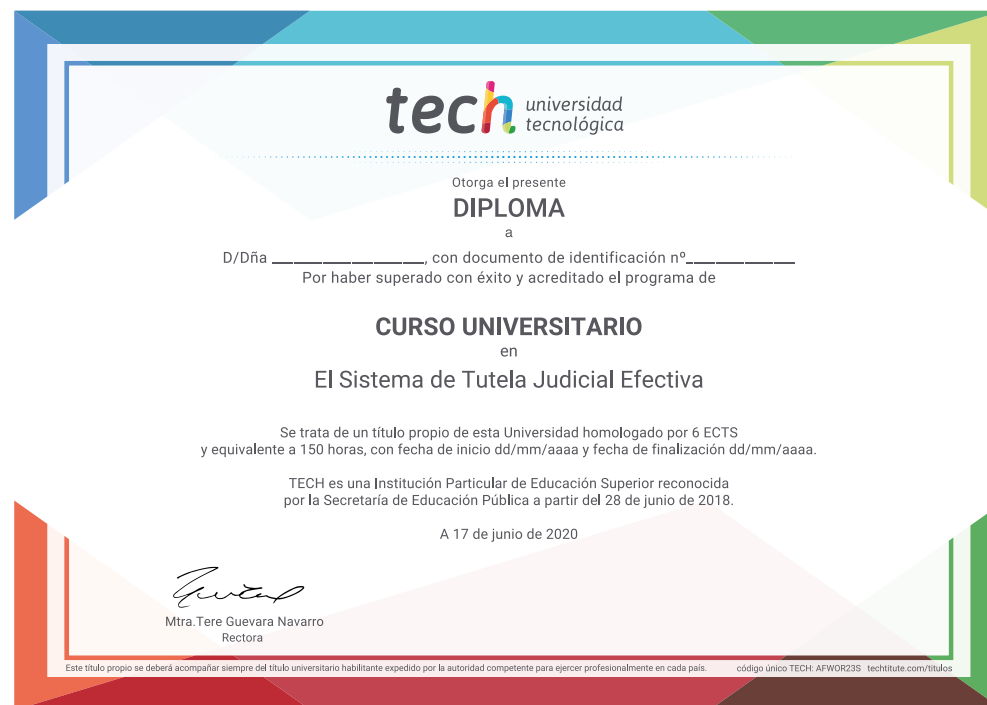 tech universidad
tecnológica
Otorga el presente
DIPLOMA
a
D/Dña ____________________, con documento de identificación nº______________
Por haber superado con éxito y acreditado el programa de
CURSO UNIVERSITARIO
en
El Sistema de Tutela Judicial Efectiva
Se trata de un título propio de esta Universidad homologado por 6 ECTS
y equivalente a 150 horas, con fecha de inicio dd/mm/aaaa y fecha de finalización dd/mm/aaaa.
TECH es una Institución Particular de Educación Superior reconocida
por la Secretaría de Educación Pública a partir del 28 de junio de 2018.
A 17 de junio de 2020
Mtra.Tere Guevara Navarro
Rectora
Este título propio se deberá acompañar siempre del título universitario habilitante expedido por la autoridad competente para ejercer profesionalmente en cada país. código único TECH: AFWOR23S techtitute.com/titulos